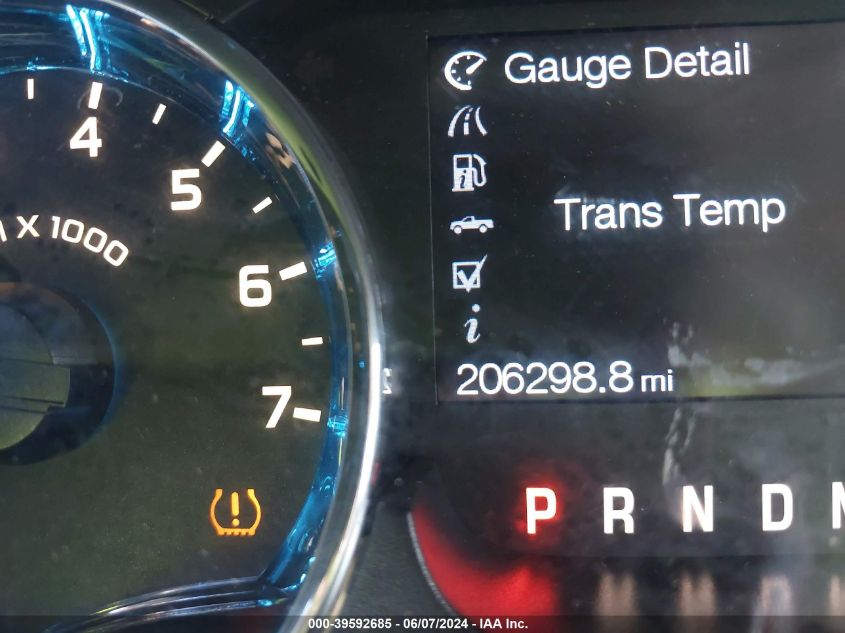 Gauge Detail
Trans Temp
206298.8 mi
4
5
6
7
X 1000
P R N D
000-39592685 - 06/07/2024 - IAA Inc.